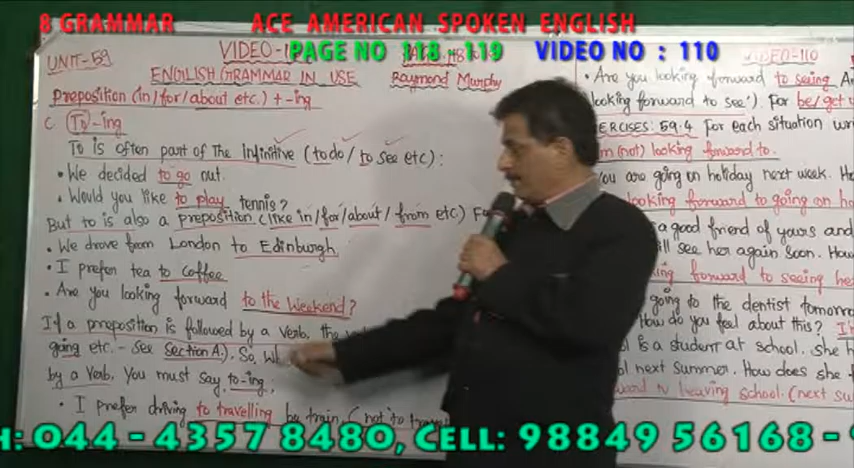 8 GRAMMAR ACE AMERICAN SPOKEN ENGLISH
PAGE NO 118 - 119 VIDEO NO : 110
UNIT-59 VIDEO-1
ENGLISH GRAMMAR IN USE Raymond Murphy
Preposition (in/for/about etc.) + -ing
C. To -ing
To is often part of the infinitive (to do / to see etc):
• We decided to go out.
• Would you like to play tennis?
But to is also a preposition (like in/for/about/from etc)
• We drove from London to Edinburgh.
• I prefer tea to coffee
• Are you looking forward to the weekend?
If a preposition is followed by a verb, the
going etc. - see section A). So,
by a verb, you must say to-ing:
• I prefer driving to travelling by train. (not to
VIDEO-110
• Are you looking forward to seeing
looking forward to see'). For be/get
EXERCISES: 59.4 For each situation
(not) looking forward to.
you are going on holiday next week.
looking forward to going on
a good friend of yours and
see her again soon. How
forward to seeing
going to the dentist
How do you feel about this?
is a student at school. she
next summer. How does she
to leaving school. (next
H: 044 - 4357 8480, CELL: 98849 56168 -